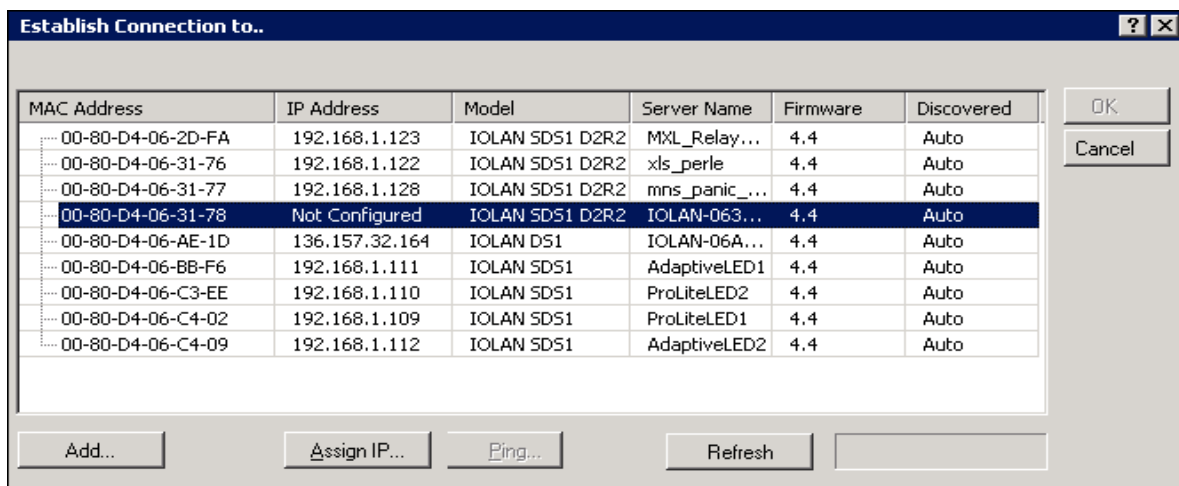 Establish Connection to..
MAC Address IP Address Model Server Name Firmware Discovered
00-80-D4-06-2D-FA 192.168.1.123 IOLAN SDS1 D2R2 MXL_Relay... 4.4 Auto
00-80-D4-06-31-76 192.168.1.122 IOLAN SDS1 D2R2 xls_perle 4.4 Auto
00-80-D4-06-31-77 192.168.1.128 IOLAN SDS1 D2R2 mns_panic_... 4.4 Auto
00-80-D4-06-31-78 Not Configured IOLAN SDS1 D2R2 IOLAN-063... 4.4 Auto
00-80-D4-06-AE-1D 136.157.32.164 IOLAN DS1 IOLAN-06A... 4.4 Auto
00-80-D4-06-BB-F6 192.168.1.111 IOLAN SDS1 AdaptiveLED1 4.4 Auto
00-80-D4-06-C3-EE 192.168.1.110 IOLAN SDS1 ProLiteLED2 4.4 Auto
00-80-D4-06-C4-02 192.168.1.109 IOLAN SDS1 ProLiteLED1 4.4 Auto
00-80-D4-06-C4-09 192.168.1.112 IOLAN SDS1 AdaptiveLED2 4.4 Auto
OK
Cancel
Add... Assign IP... Ping... Refresh